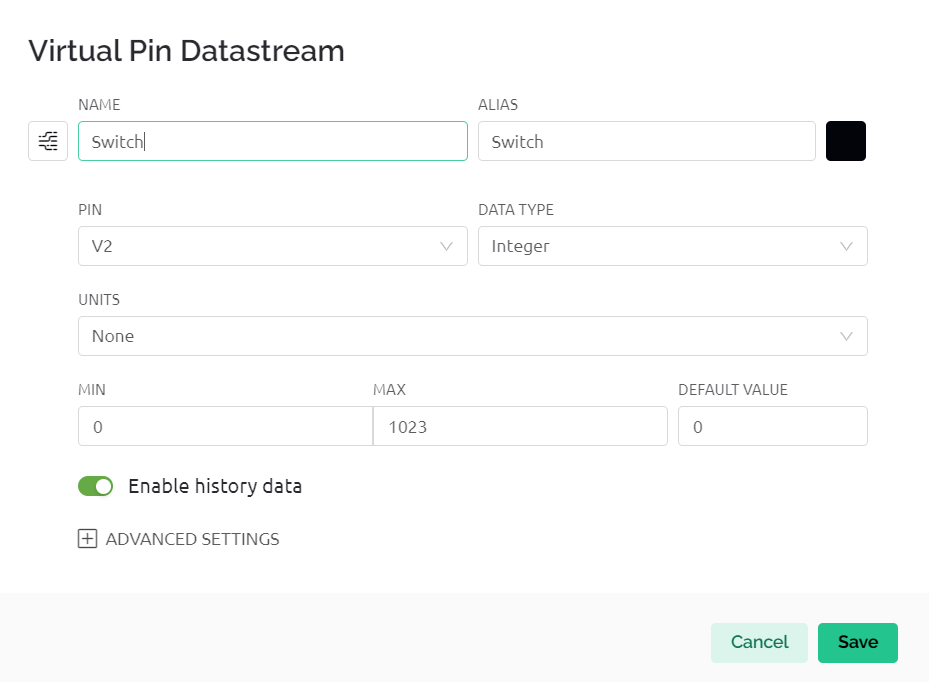 Virtual Pin Datastream
NAME ALIAS
Switch Switch
PIN DATA TYPE
V2 Integer
UNITS
None
MIN MAX DEFAULT VALUE
0 1023 0
Enable history data
ADVANCED SETTINGS
Cancel Save